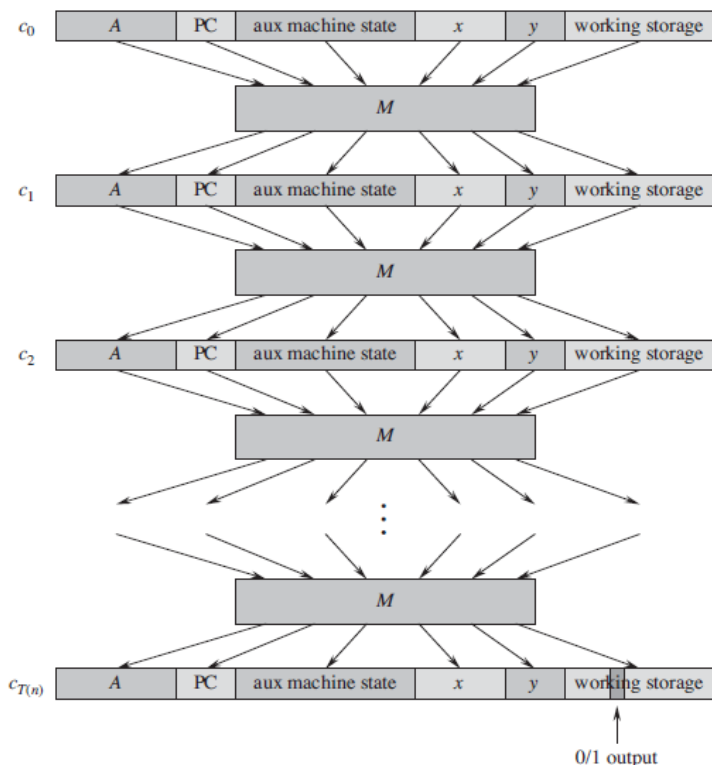 c0 A PC aux machine state x y working storage
M
c1 A PC aux machine state x y working storage
M
c2 A PC aux machine state x y working storage
M
⋮
M
cT(n) A PC aux machine state x y working storage
0/1 output